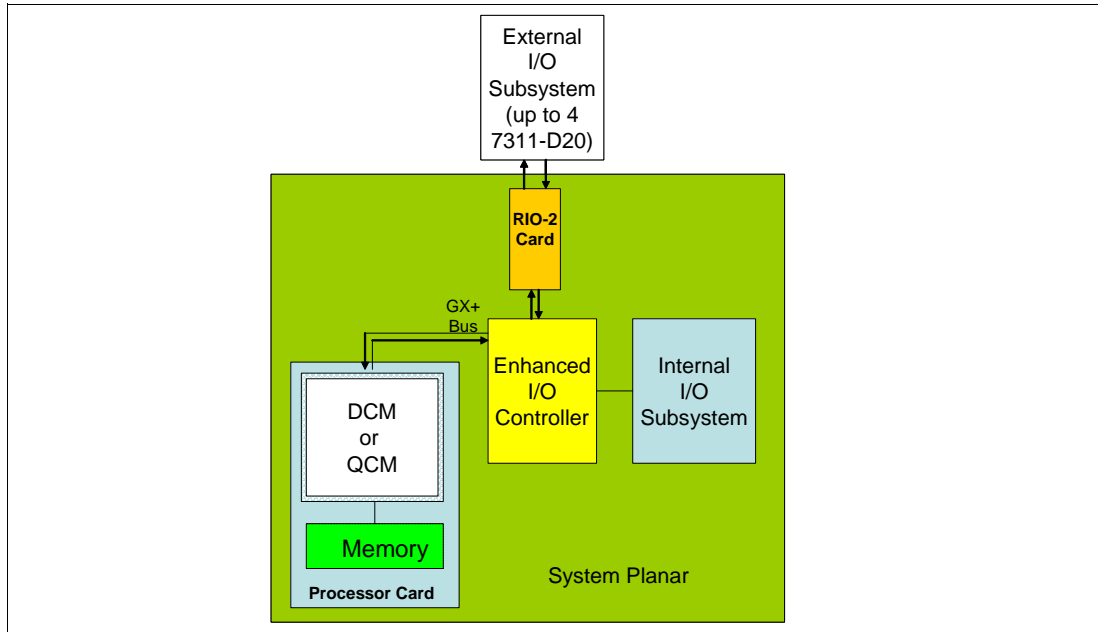 External
I/O
Subsystem
(up to 4
7311-D20)
RIO-2
Card
GX+
Bus
Enhanced
I/O
Controller
Internal
I/O
Subsystem
DCM
or
QCM
Memory
Processor Card
System Planar